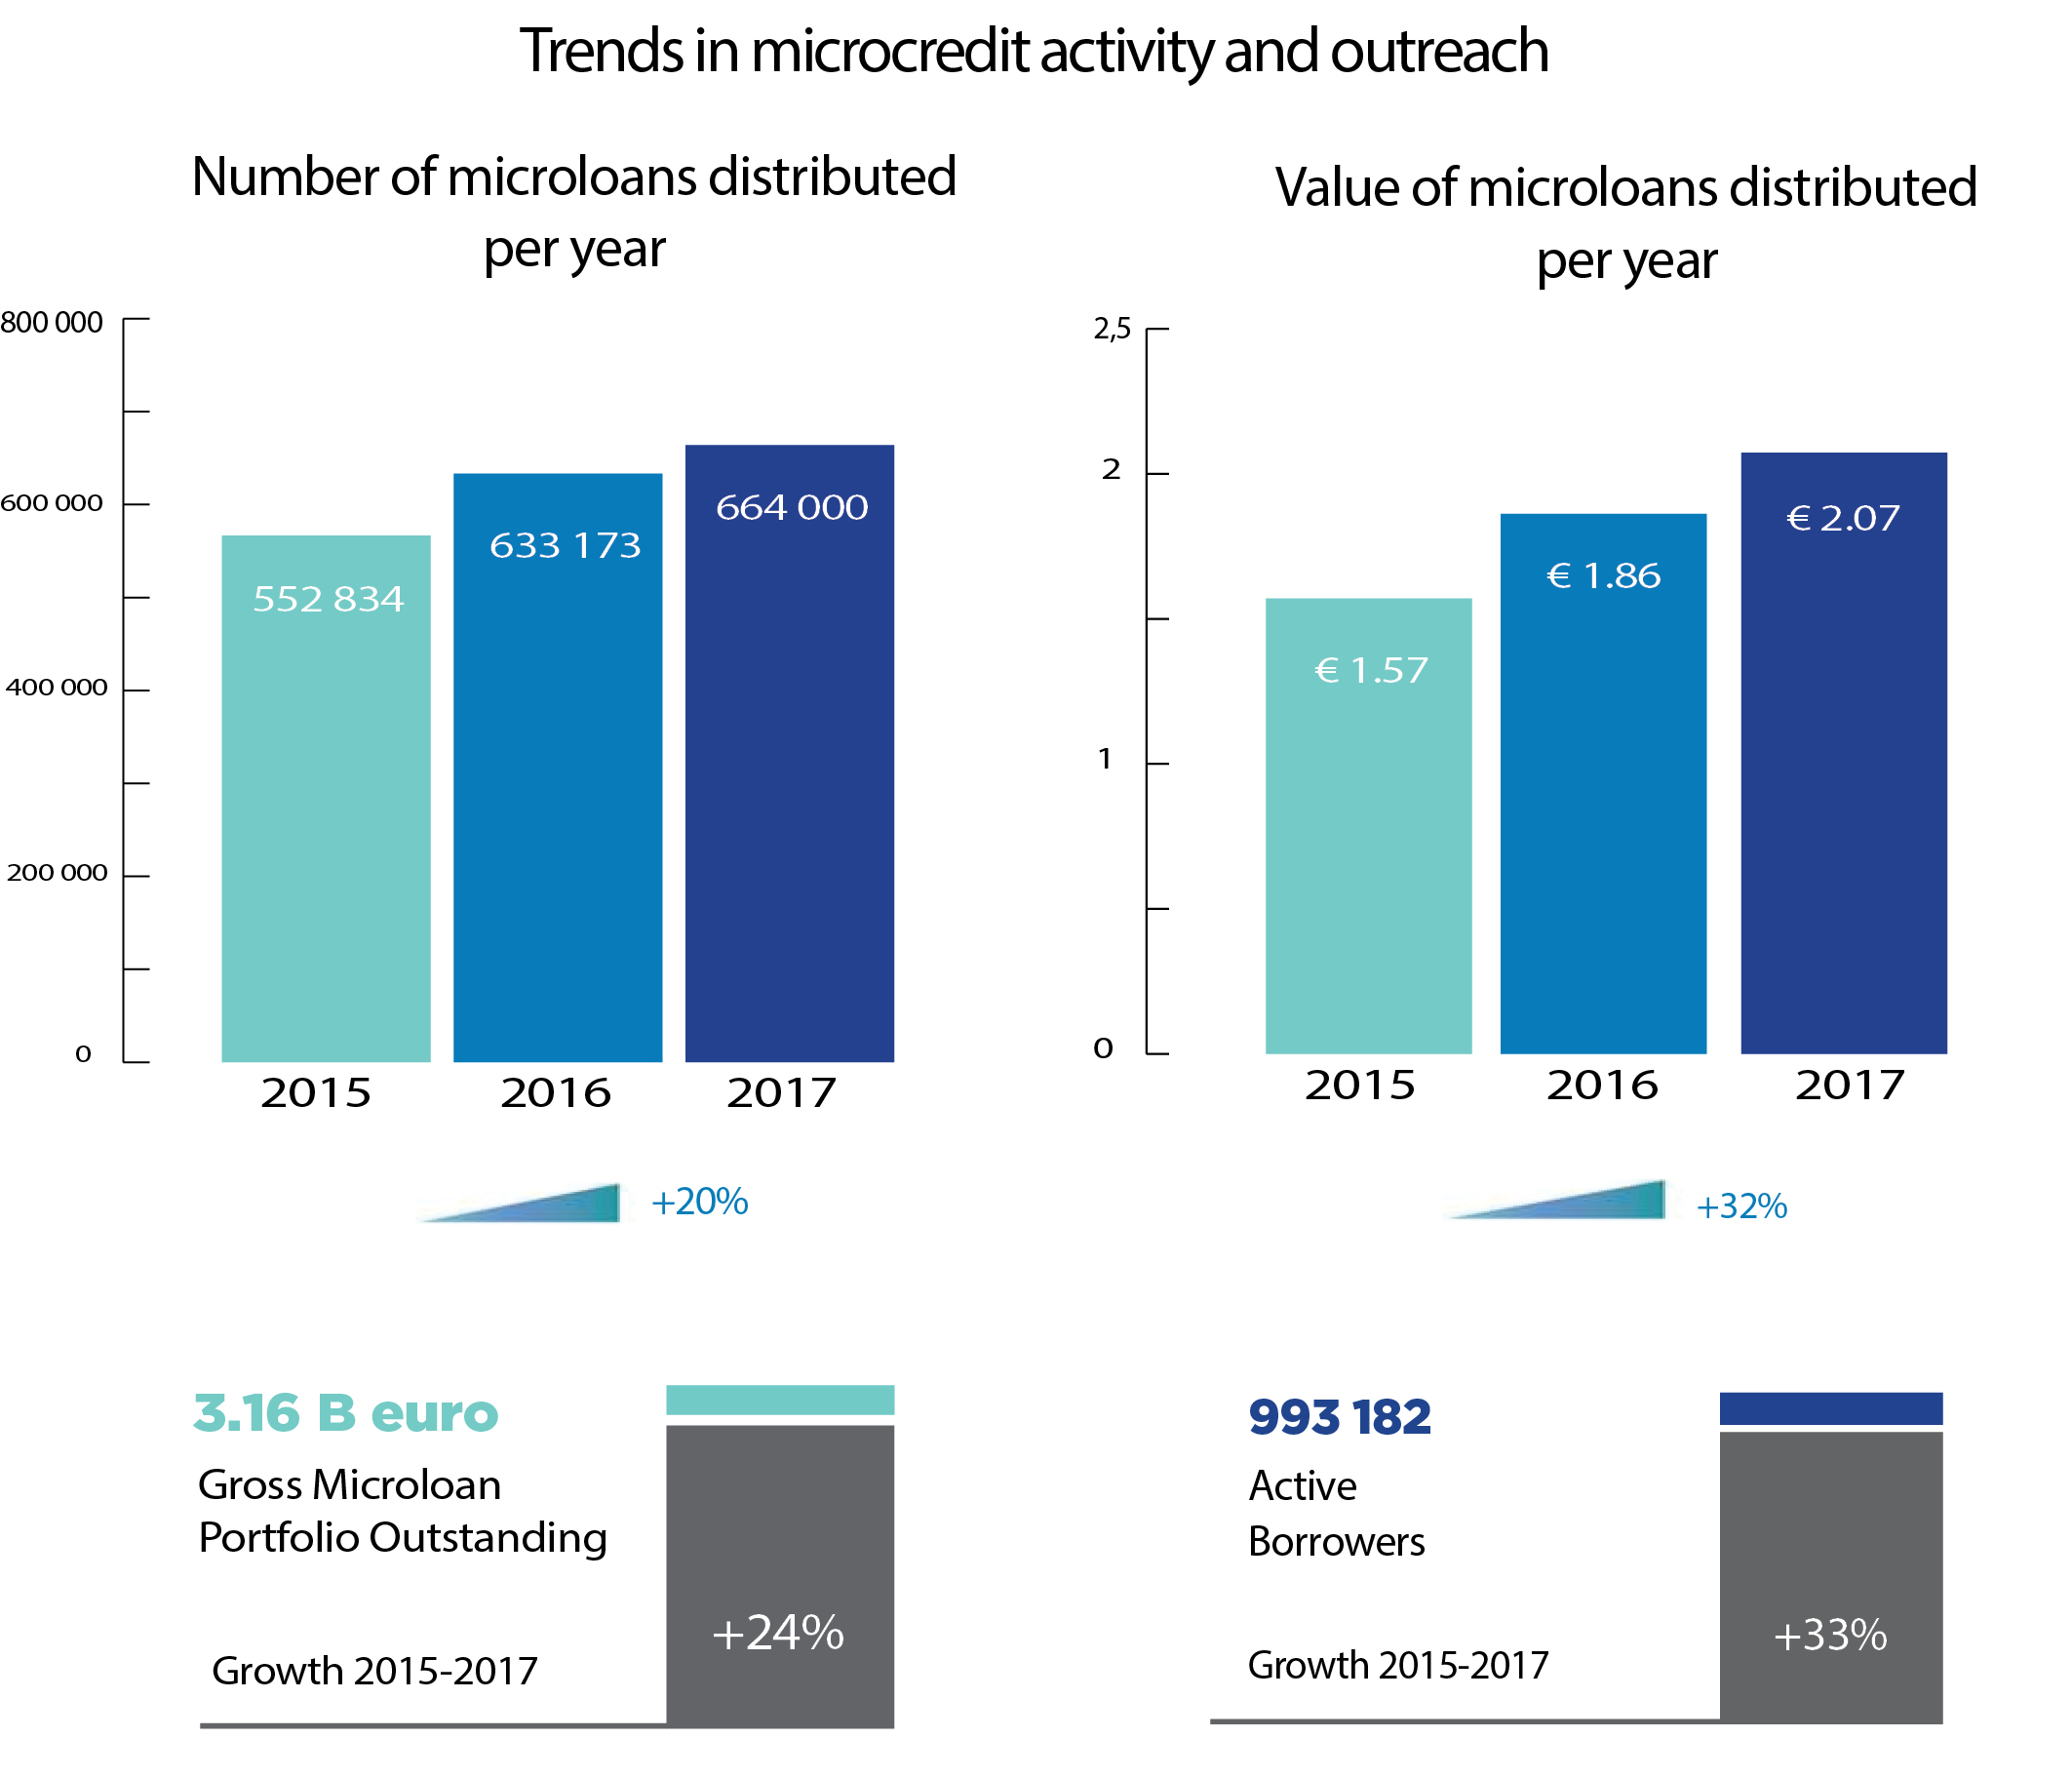 Trends in microcredit activity and outreach
Number of microloans distributed
per year
800 000
600 000
400 000
200 000
0
552 834
633 173
664 000
2015
2016
2017
+20%
Value of microloans distributed
per year
2,5
2
1
0
€ 1.57
€ 1.86
€ 2.07
2015
2016
2017
+32%
3.16 B euro
Gross Microloan
Portfolio Outstanding
Growth 2015-2017
+24%
993 182
Active
Borrowers
Growth 2015-2017
+33%